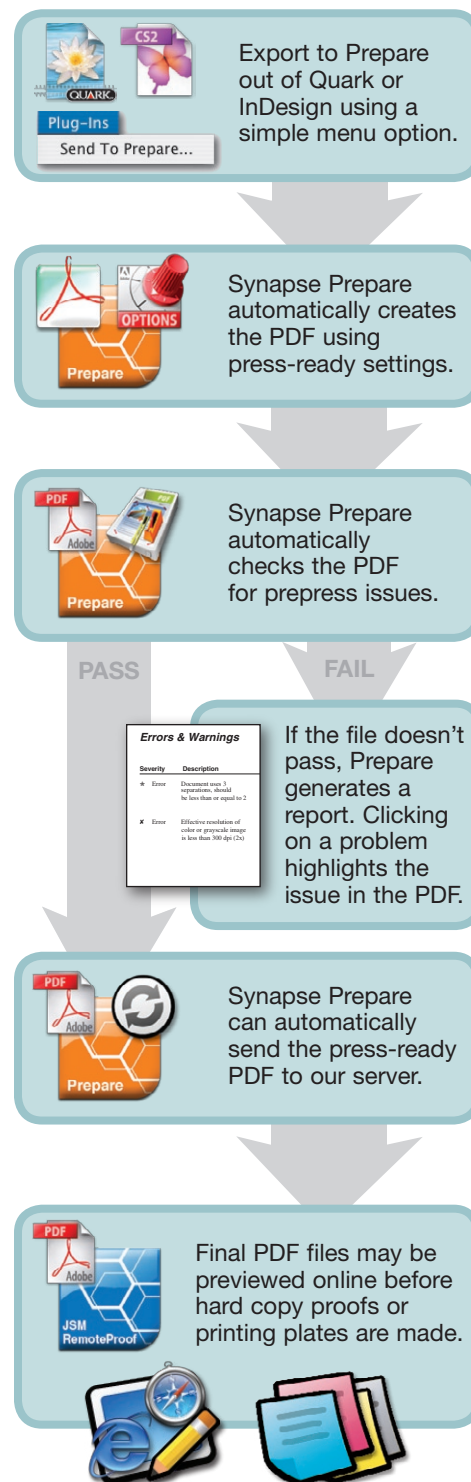 CS2
QUARK
Plug-Ins
Send To Prepare...
Export to Prepare
out of Quark or
InDesign using a
simple menu option.
OPTIONS
Prepare
Synapse Prepare
automatically creates
the PDF using
press-ready settings.
PDF
PDF
Adobe
Prepare
Synapse Prepare
automatically
checks the PDF
for prepress issues.
PASS
FAIL
Errors & Warnings
Severity Description
✶ Error Document uses 3
separations, should
be less than or equal to 2
✗ Error Effective resolution of
color or grayscale image
is less than 300 dpi (2x)
If the file doesn’t
pass, Prepare
generates a
report. Clicking
on a problem
highlights the
issue in the PDF.
PDF
Adobe
Prepare
Synapse Prepare
can automatically
send the press-ready
PDF to our server.
PDF
Adobe
JSM
RemoteProof
Final PDF files may be
previewed online before
hard copy proofs or
printing plates are made.